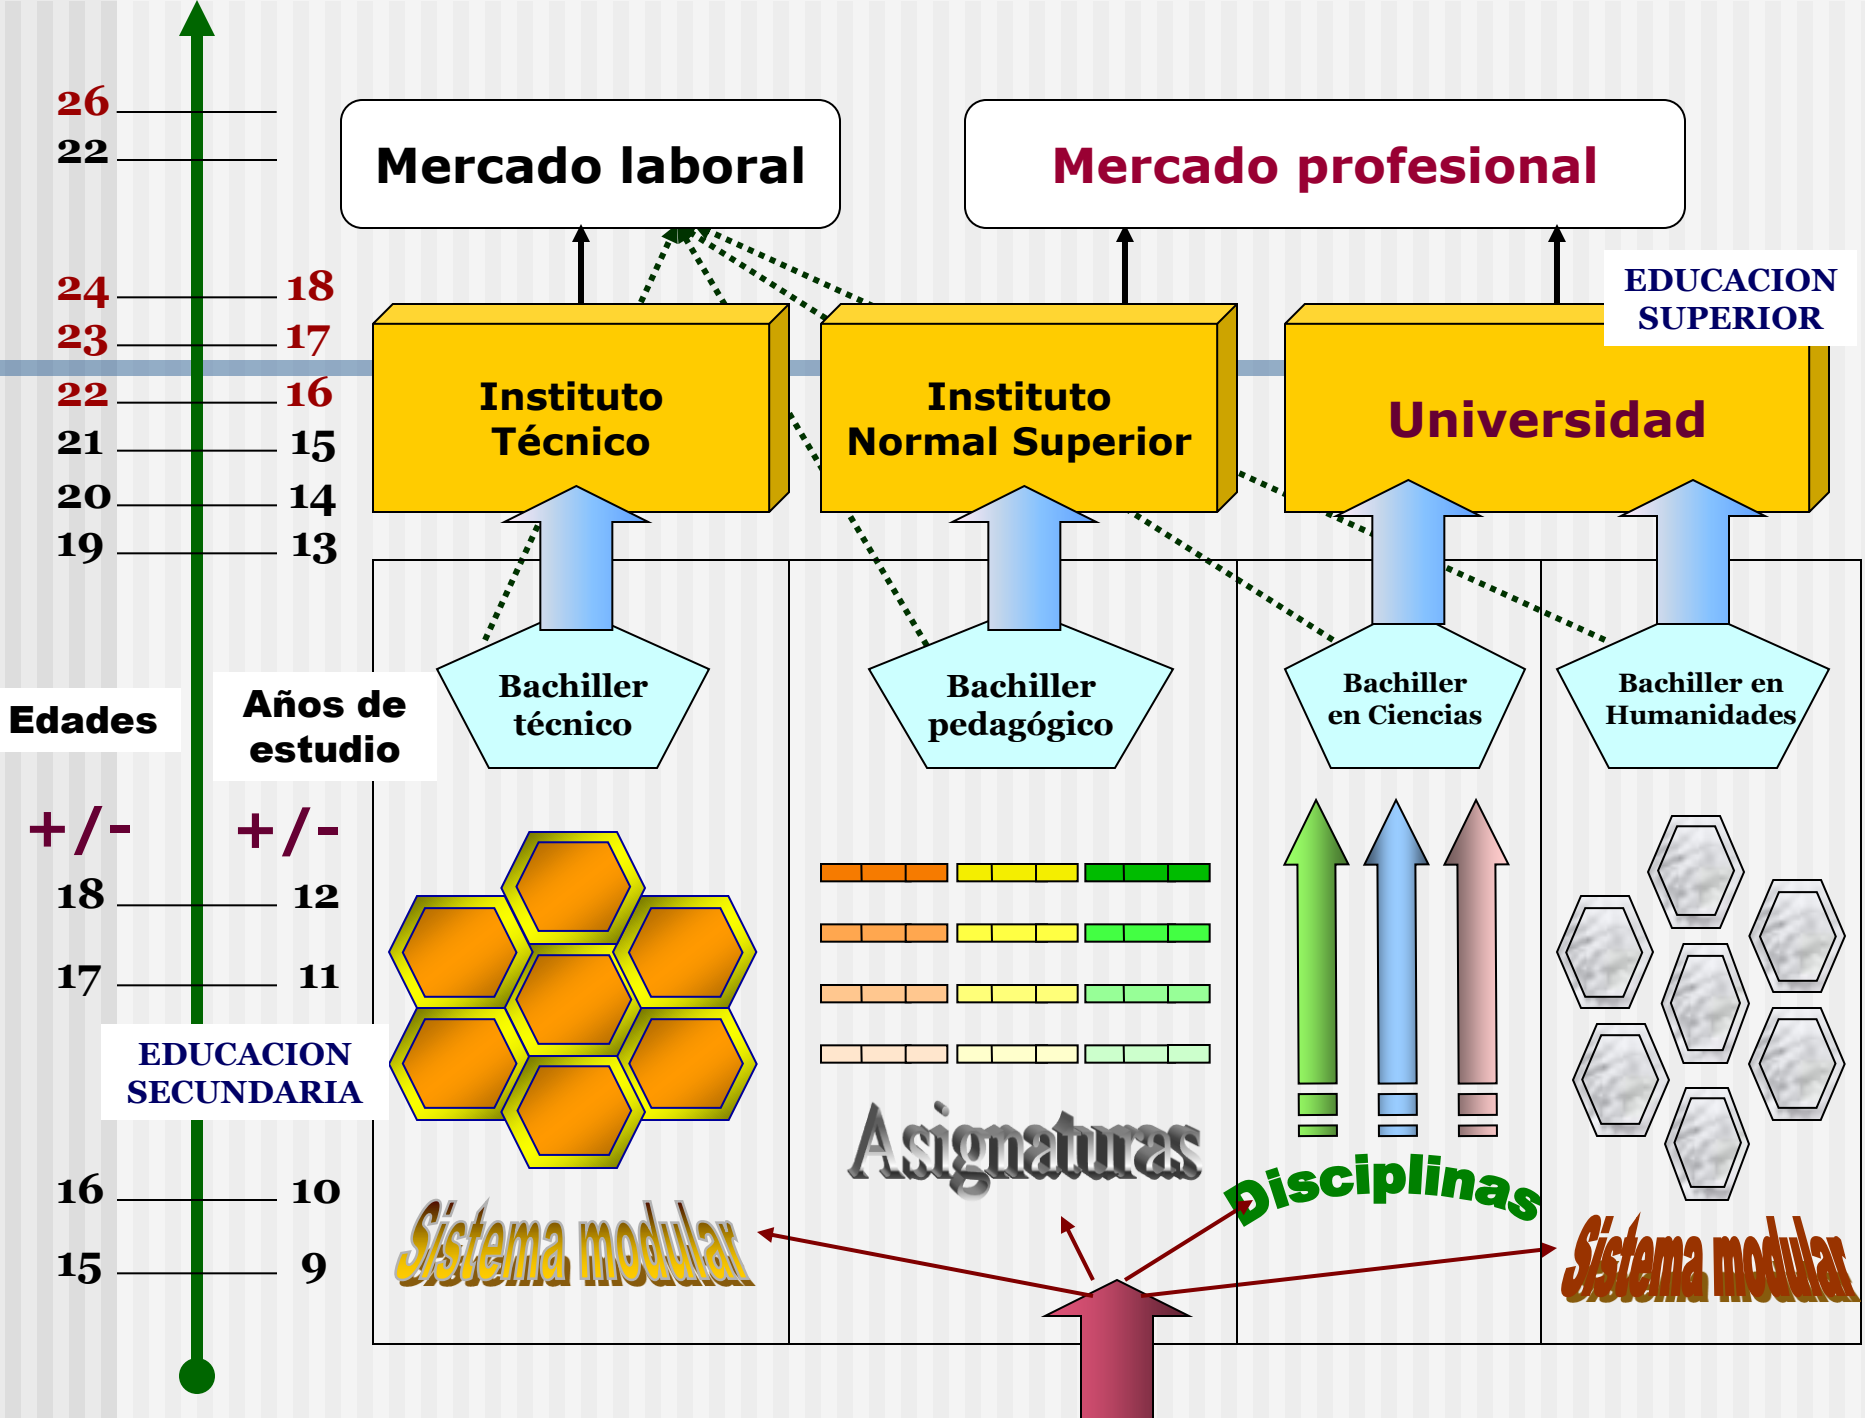 26
22
Mercado laboral
Mercado profesional
EDUCACION
SUPERIOR
24 18
23 17
22 16
21 15
20 14
19 13
Instituto
Técnico
Instituto
Normal Superior
Universidad
Edades
Años de
estudio
Bachiller
técnico
Bachiller
pedagógico
Bachiller
en Ciencias
Bachiller en
Humanidades
+/- +/-
18 12
17 11
EDUCACION
SECUNDARIA
16 10
15 9
Sistema modular
Asignaturas
Disciplinas
Sistema modular